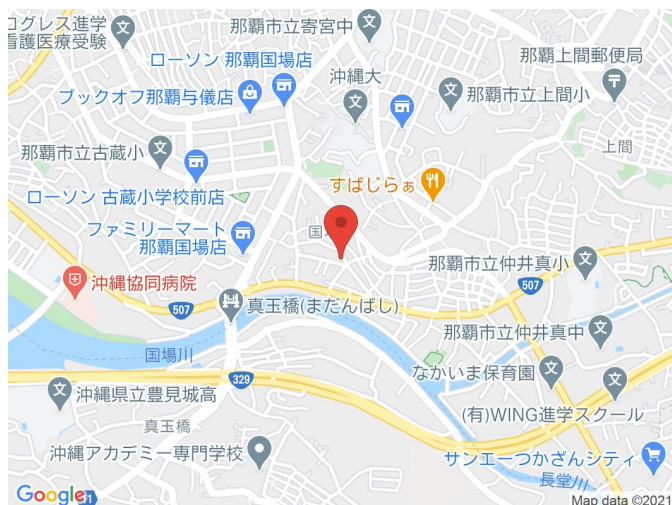 ログレス進学
看護医療受験
那覇市立寄宮中
ローソン 那覇国場店
沖縄大
那覇上間郵便局
ブックオフ那覇与儀店
那覇市立上間小
那覇市立古蔵小
上間
すばじらぁ
ローソン 古蔵小学校前店
ファミリーマート
那覇国場店
国場
那覇市立仲井真小
沖縄協同病院
507
507
真玉橋(まだんばし)
那覇市立仲井真中
国場川
なかいま保育園
329
沖縄県立豊見城高
(有)WING進学スクール
真玉橋
沖縄アカデミー専門学校
サンエーつかざんシティ
長堂川
Google
Map data ©2021